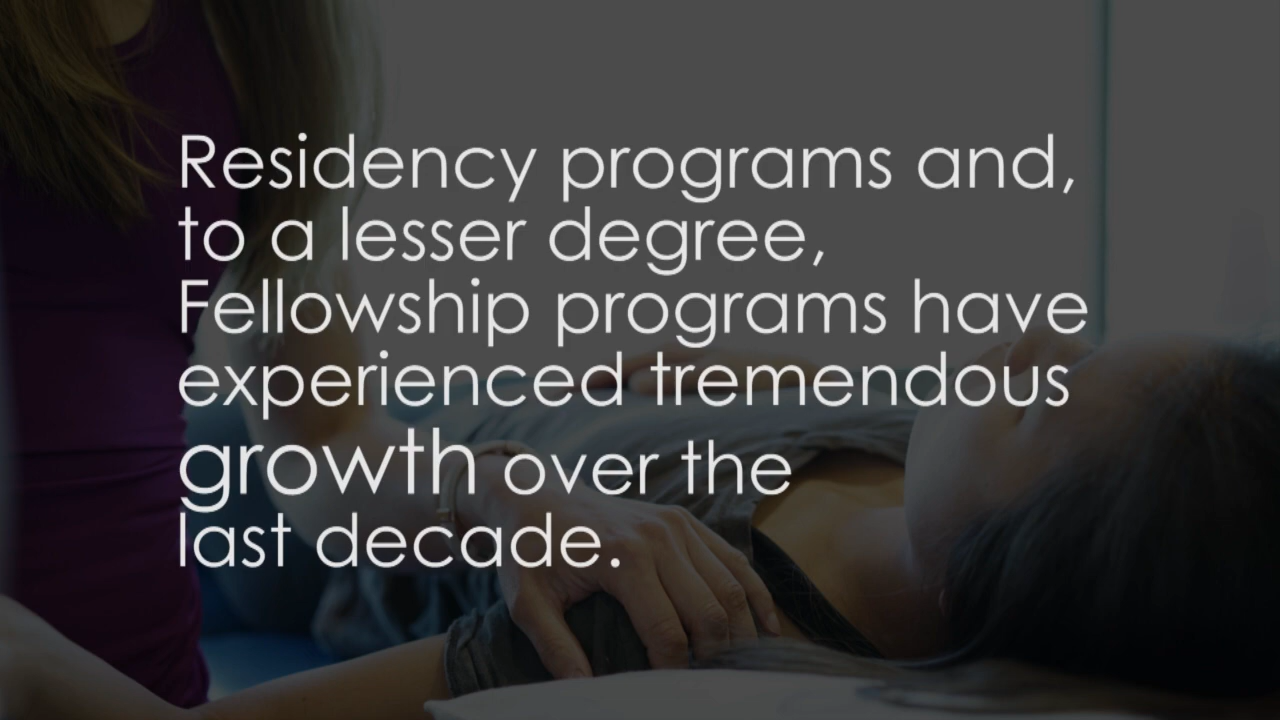 Residency programs and,
to a lesser degree,
Fellowship programs have
experienced tremendous
growth over the
last decade.